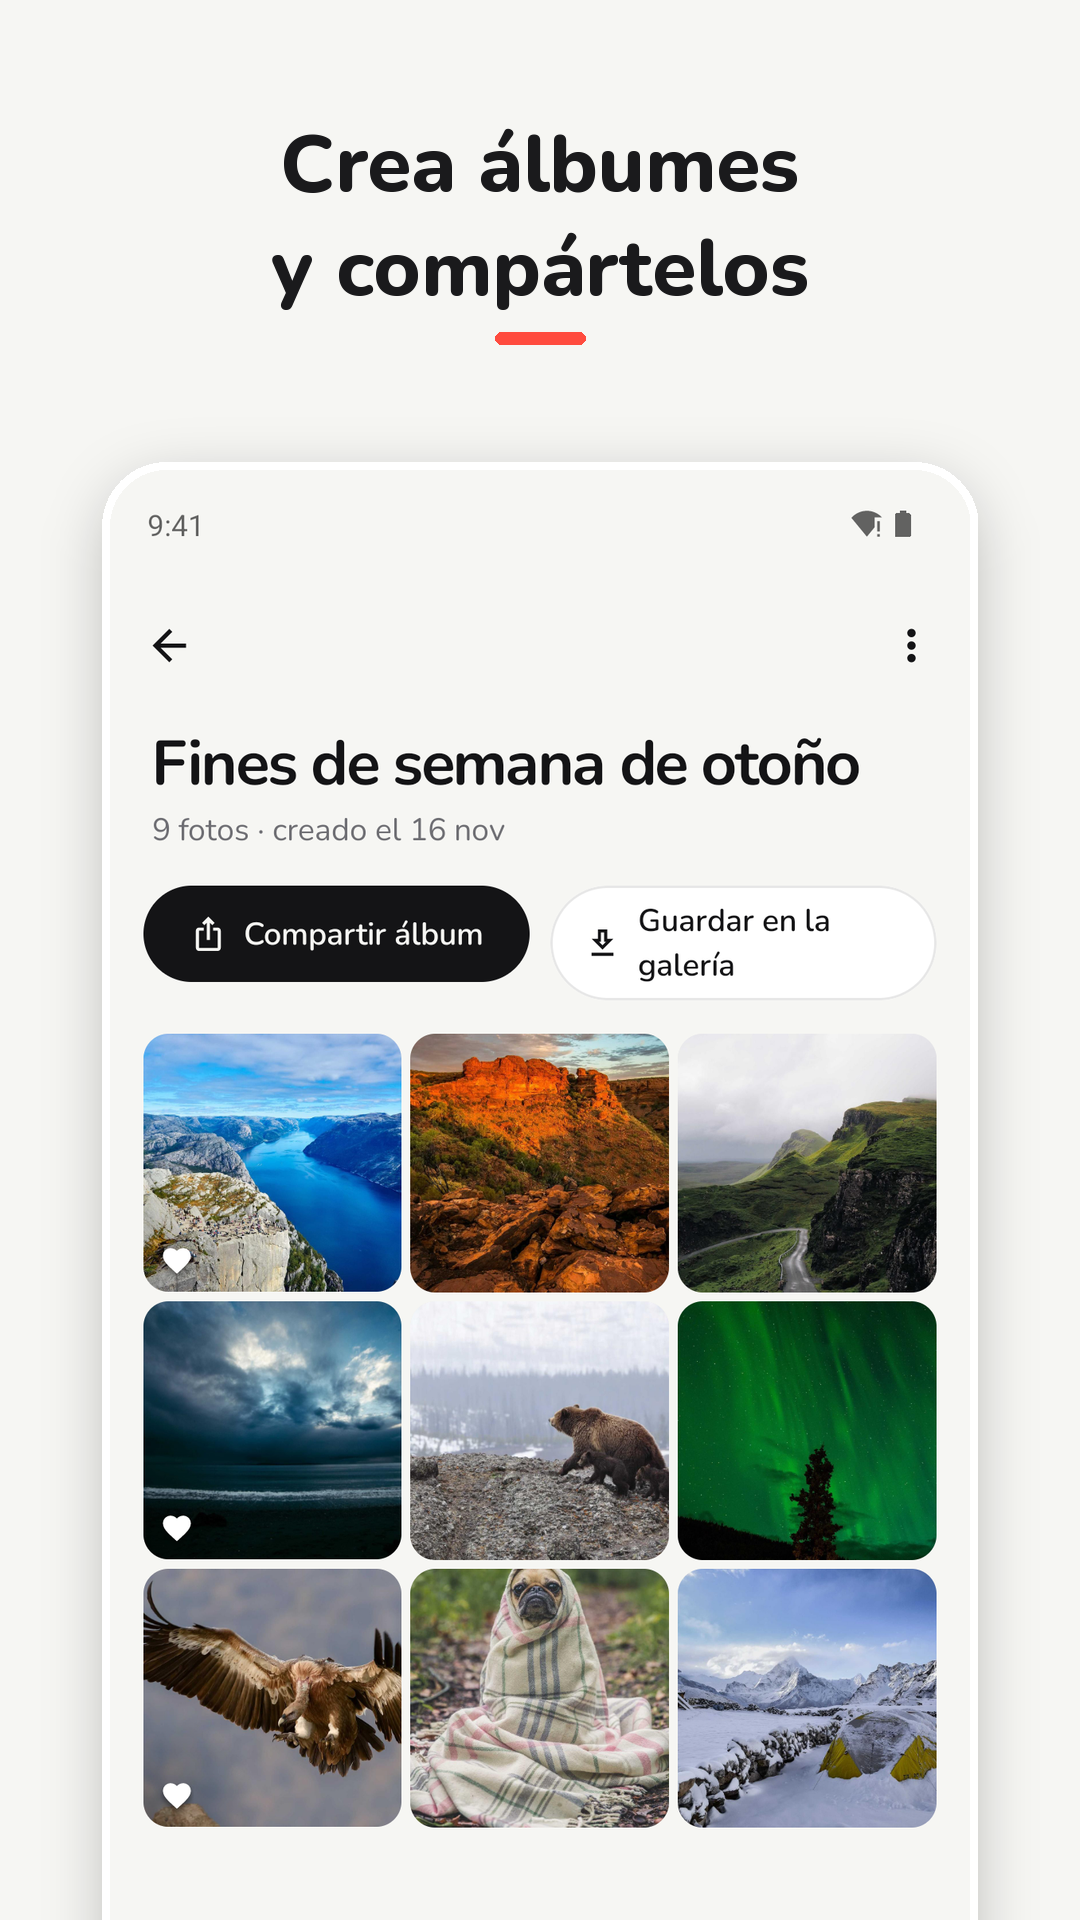 Crea álbumes
y compártelos
9:41
Fines de semana de otoño
9 fotos · creado el 16 nov
Compartir álbum
Guardar en la
galería